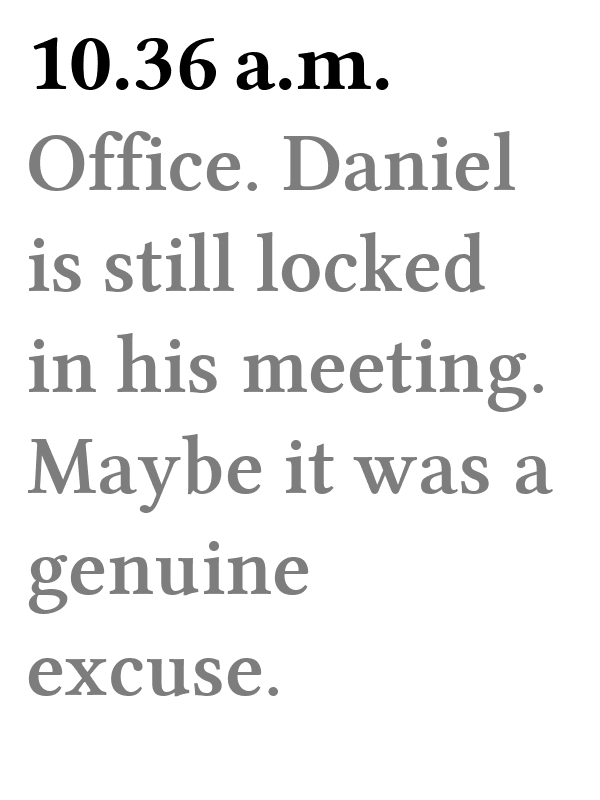 10.36 a.m.
Office. Daniel
is still locked
in his meeting.
Maybe it was a
genuine
excuse.